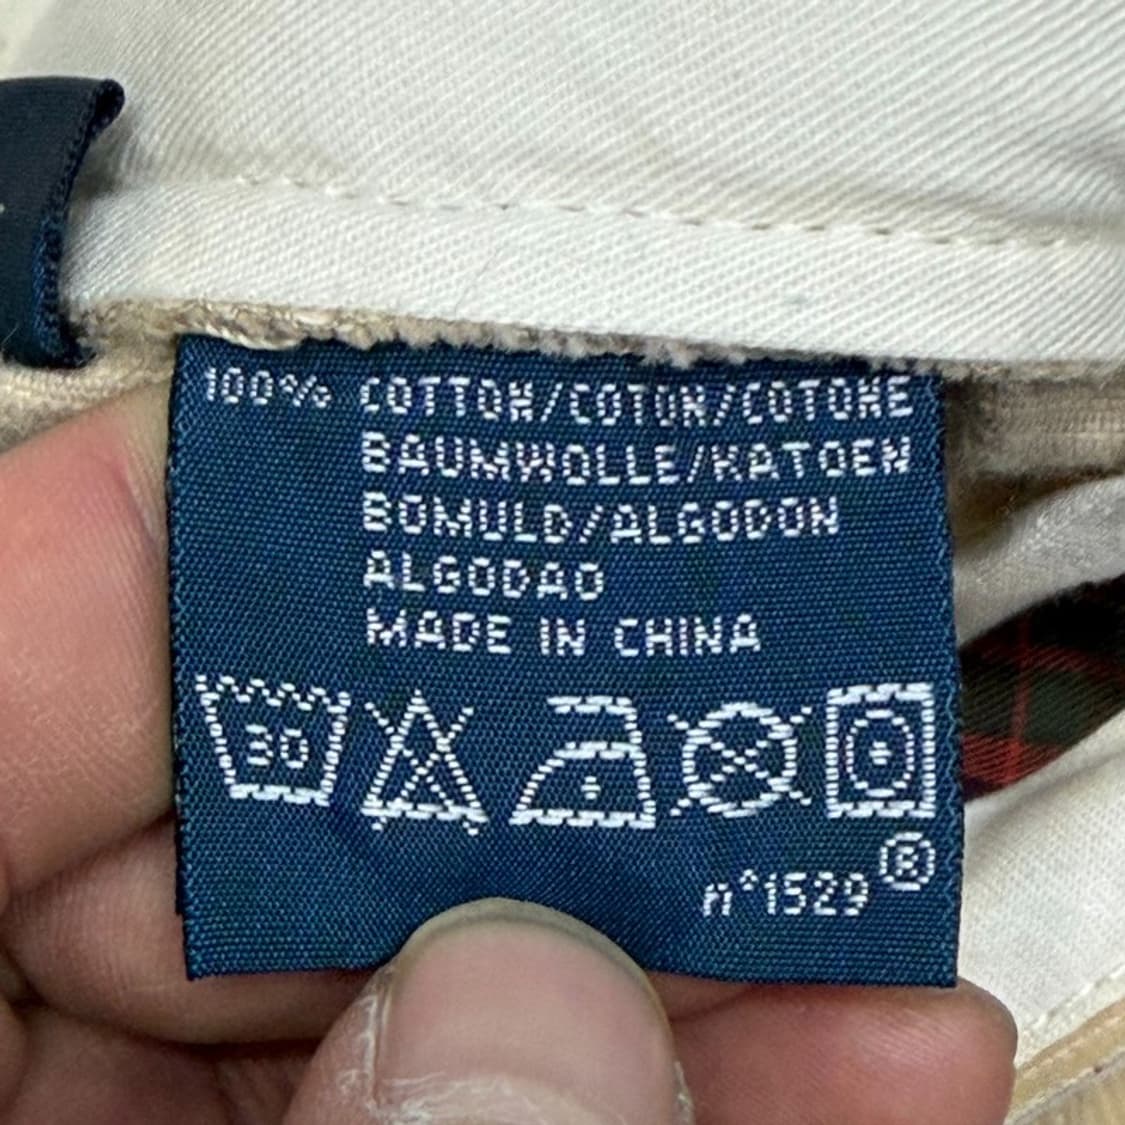 100% COTTON/COTON/COTONE
BAUMWOLLE/KATOEN
BOMULD/ALGODON
ALGODAO
MADE IN CHINA
30
n°1529 ®